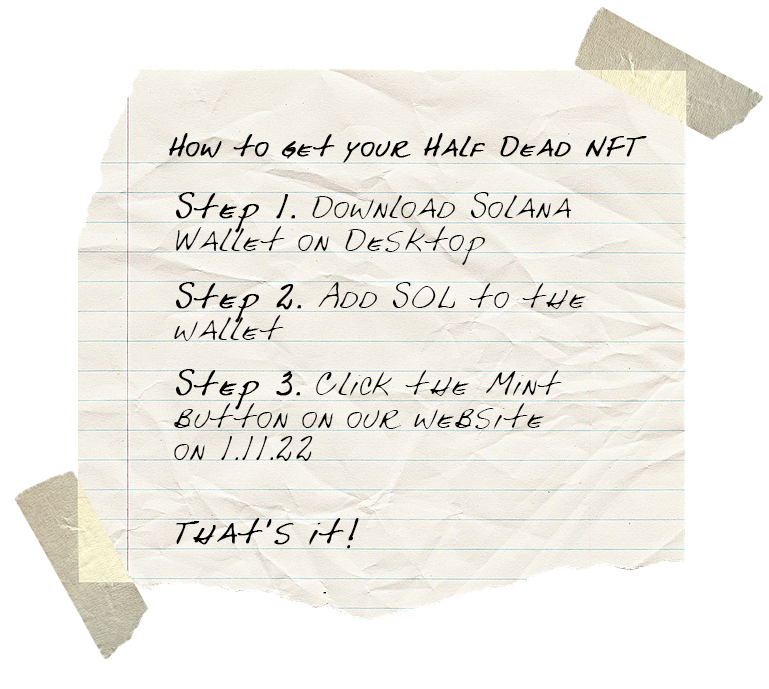 How to get your Half Dead NFT
Step 1. Download Solana
Wallet on Desktop
Step 2. Add SOL to the
wallet
Step 3. Click the Mint
button on our website
on 1.11.22
That's it!